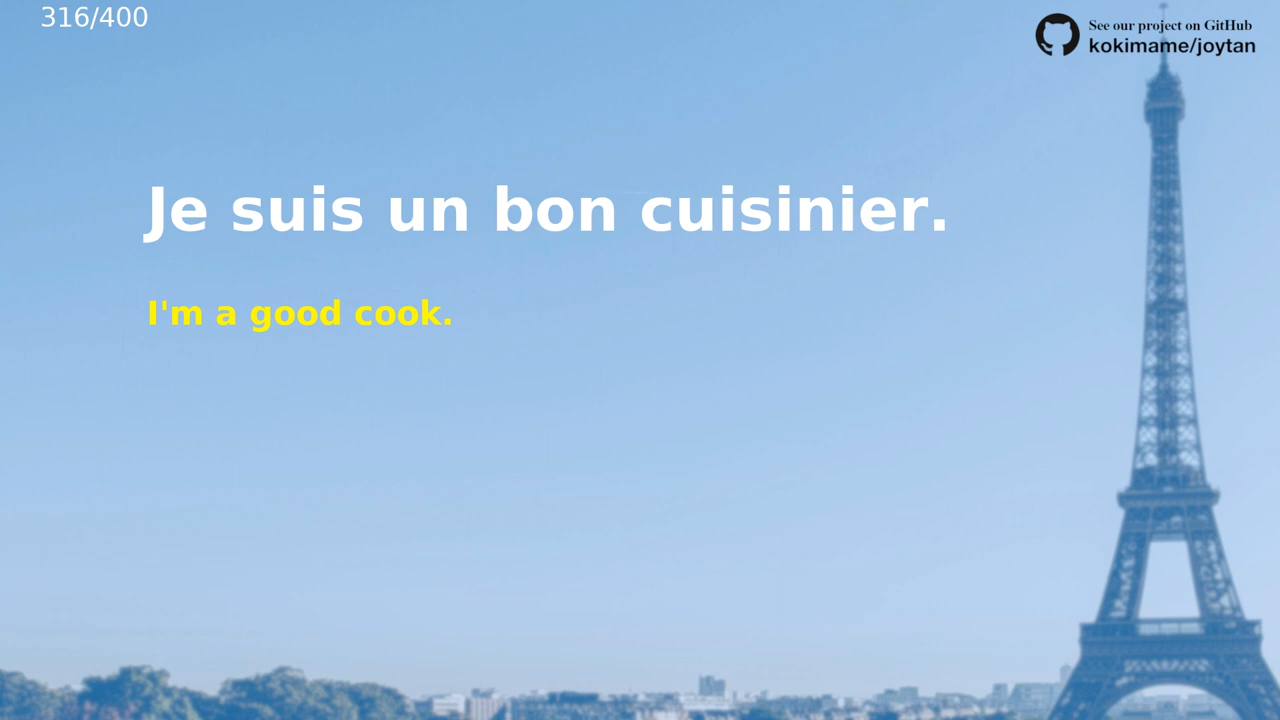 316/400
See our project on GitHub
kokimame/joytan
Je suis un bon cuisinier.
I'm a good cook.